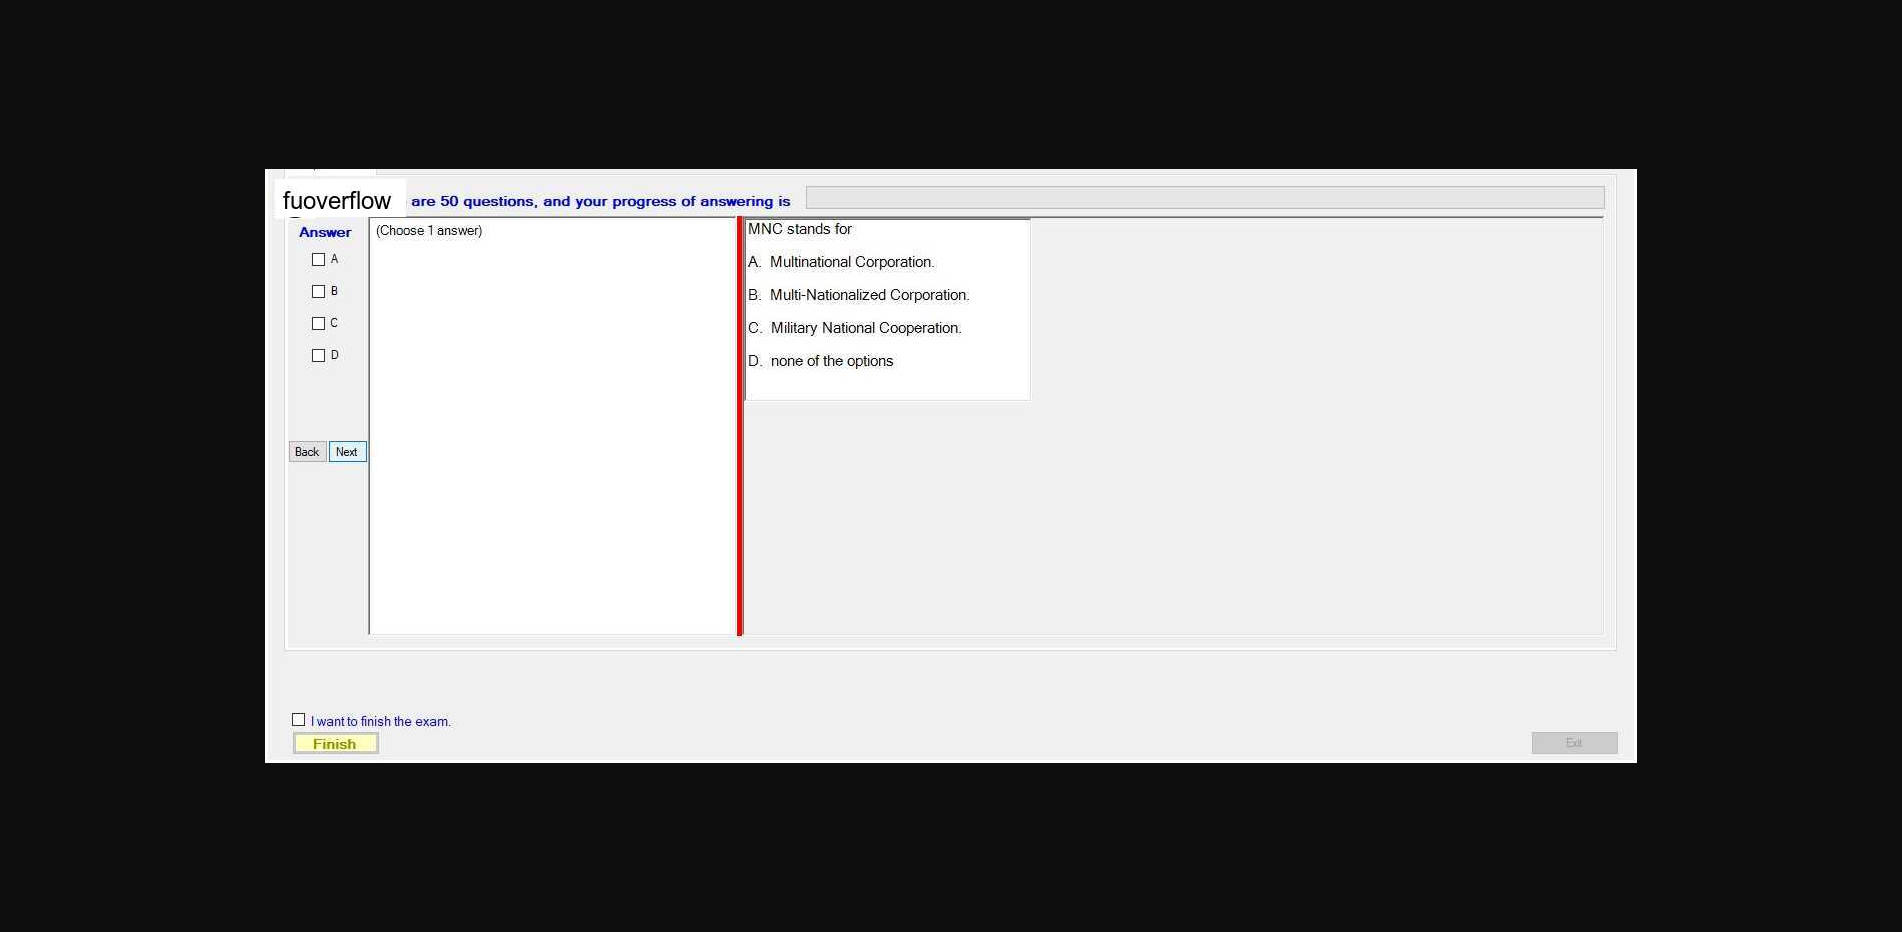 fuoverflow are 50 questions, and your progress of answering is
Answer
(Choose 1 answer)
A
B
C
D
Back Next
MNC stands for
A. Multinational Corporation.
B. Multi-Nationalized Corporation.
C. Military National Cooperation.
D. none of the options
I want to finish the exam.
Finish
Exit